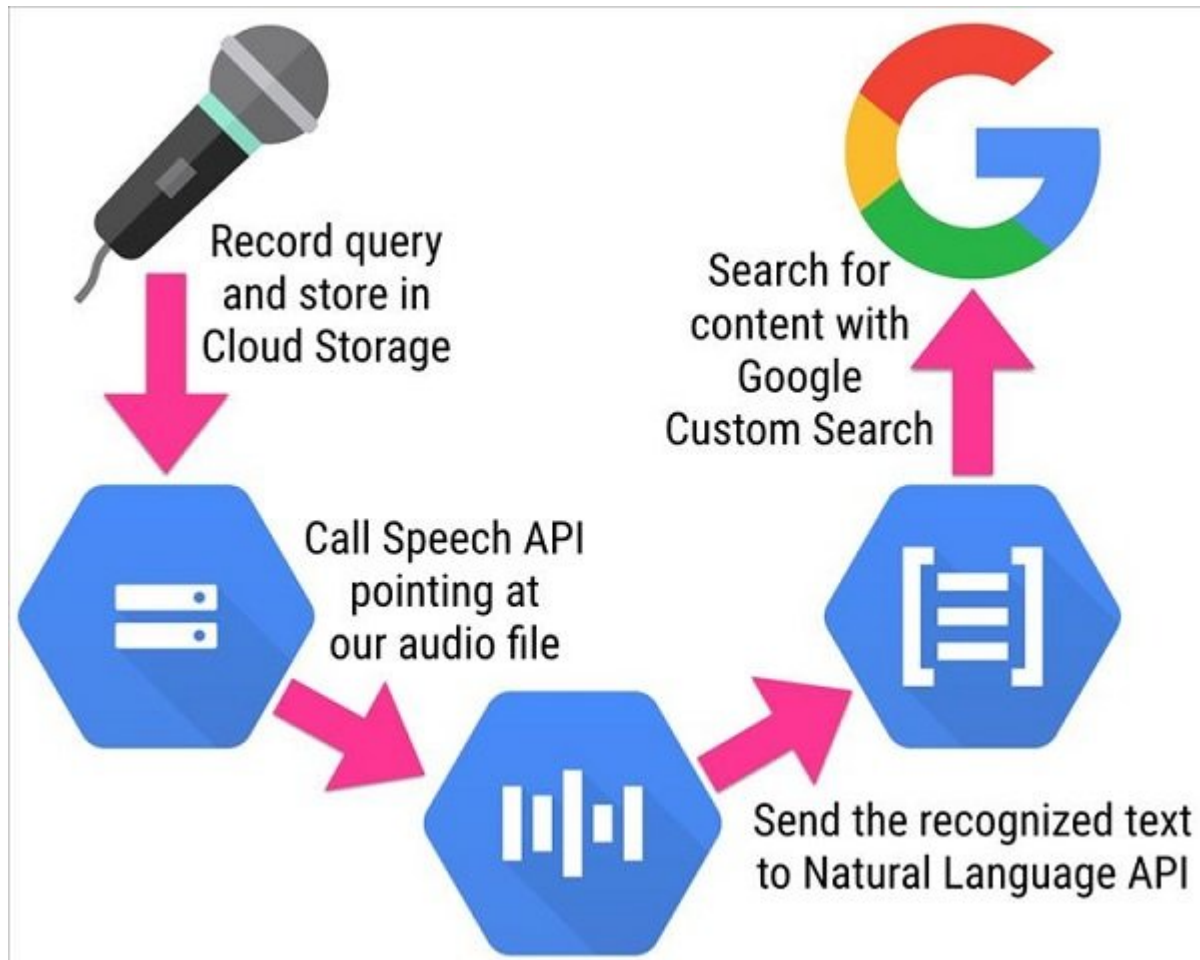 Record query
and store in
Cloud Storage
Call Speech API
pointing at
our audio file
Send the recognized text
to Natural Language API
Search for
content with
Google
Custom Search